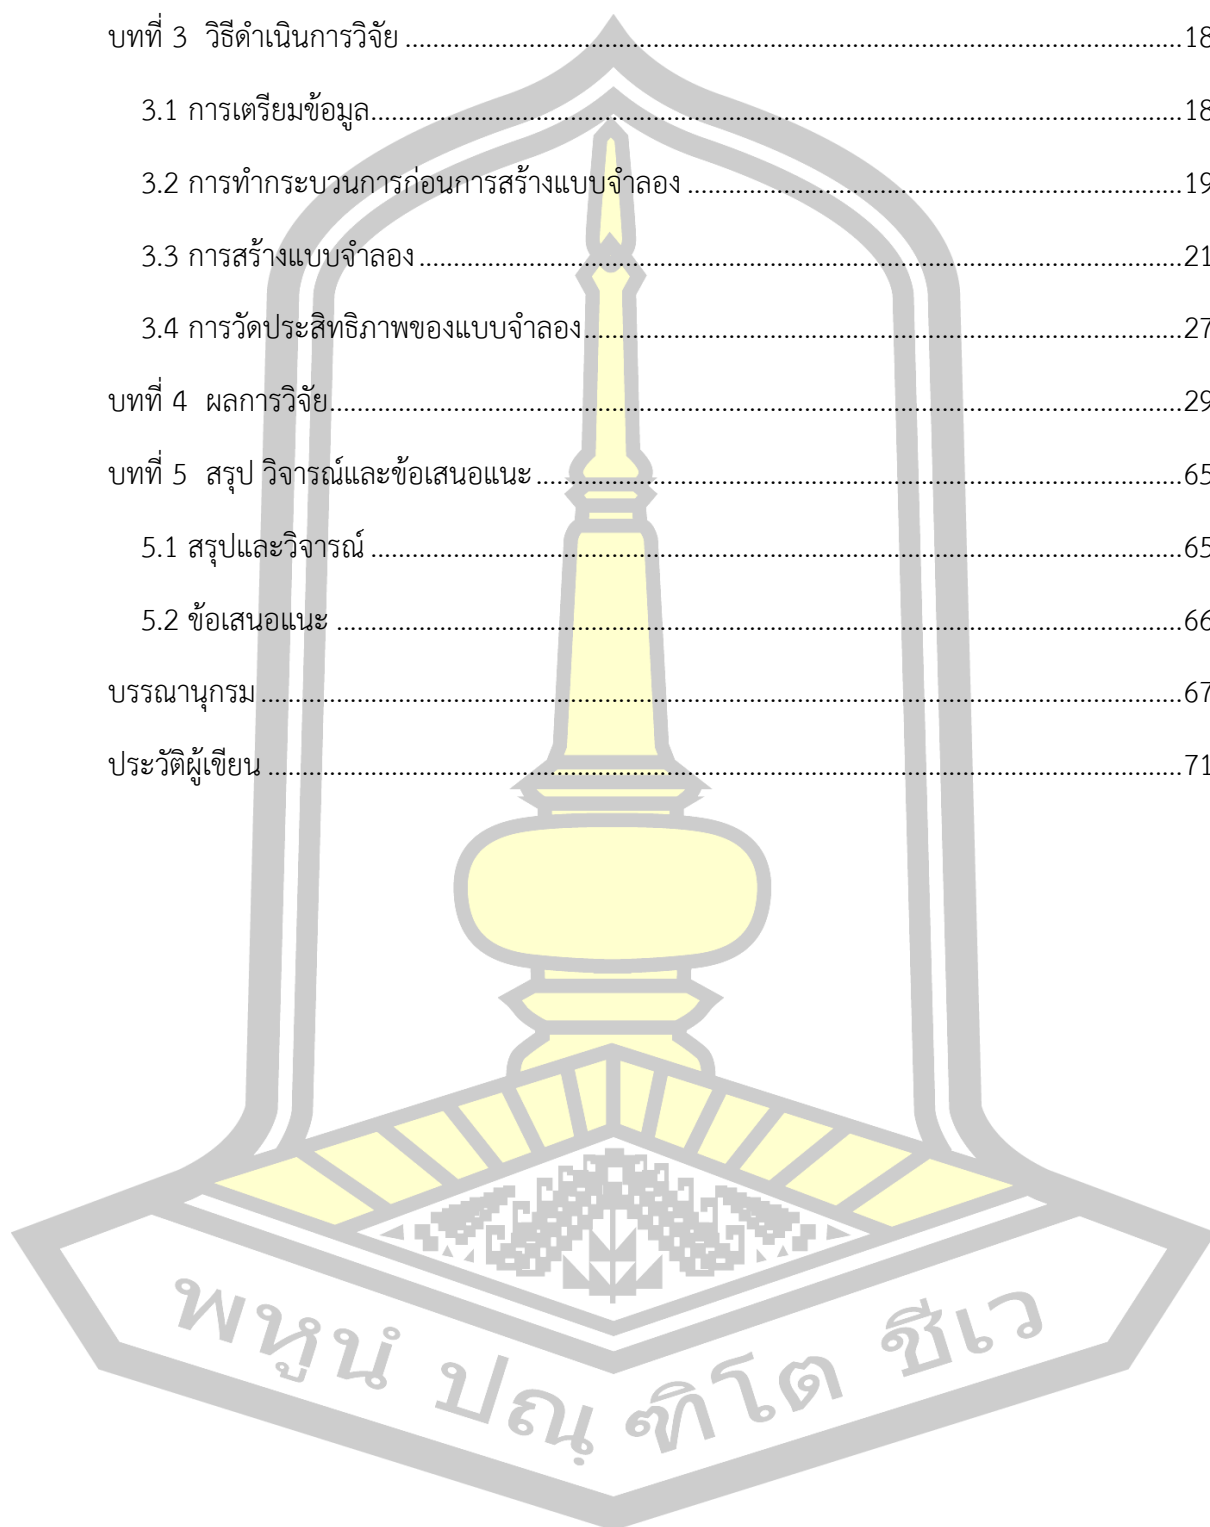 บทที่ 3  วิธีดำเนินการวิจัย ................................................................................................................ 18
3.1 การเตรียมข้อมูล..................................................................................................................... 18
3.2 การทำกระบวนการก่อนการสร้างแบบจำลอง ....................................................................... 19
3.3 การสร้างแบบจำลอง .............................................................................................................. 21
3.4 การวัดประสิทธิภาพของแบบจำลอง...................................................................................... 27
บทที่ 4  ผลการวิจัย........................................................................................................................... 29
บทที่ 5  สรุป วิจารณ์และข้อเสนอแนะ ............................................................................................. 65
5.1 สรุปและวิจารณ์ ..................................................................................................................... 65
5.2 ข้อเสนอแนะ .......................................................................................................................... 66
บรรณานุกรม ..................................................................................................................................... 67
ประวัติผู้เขียน .................................................................................................................................... 71
พหูนํ ปณฺฑิโต ชีเว